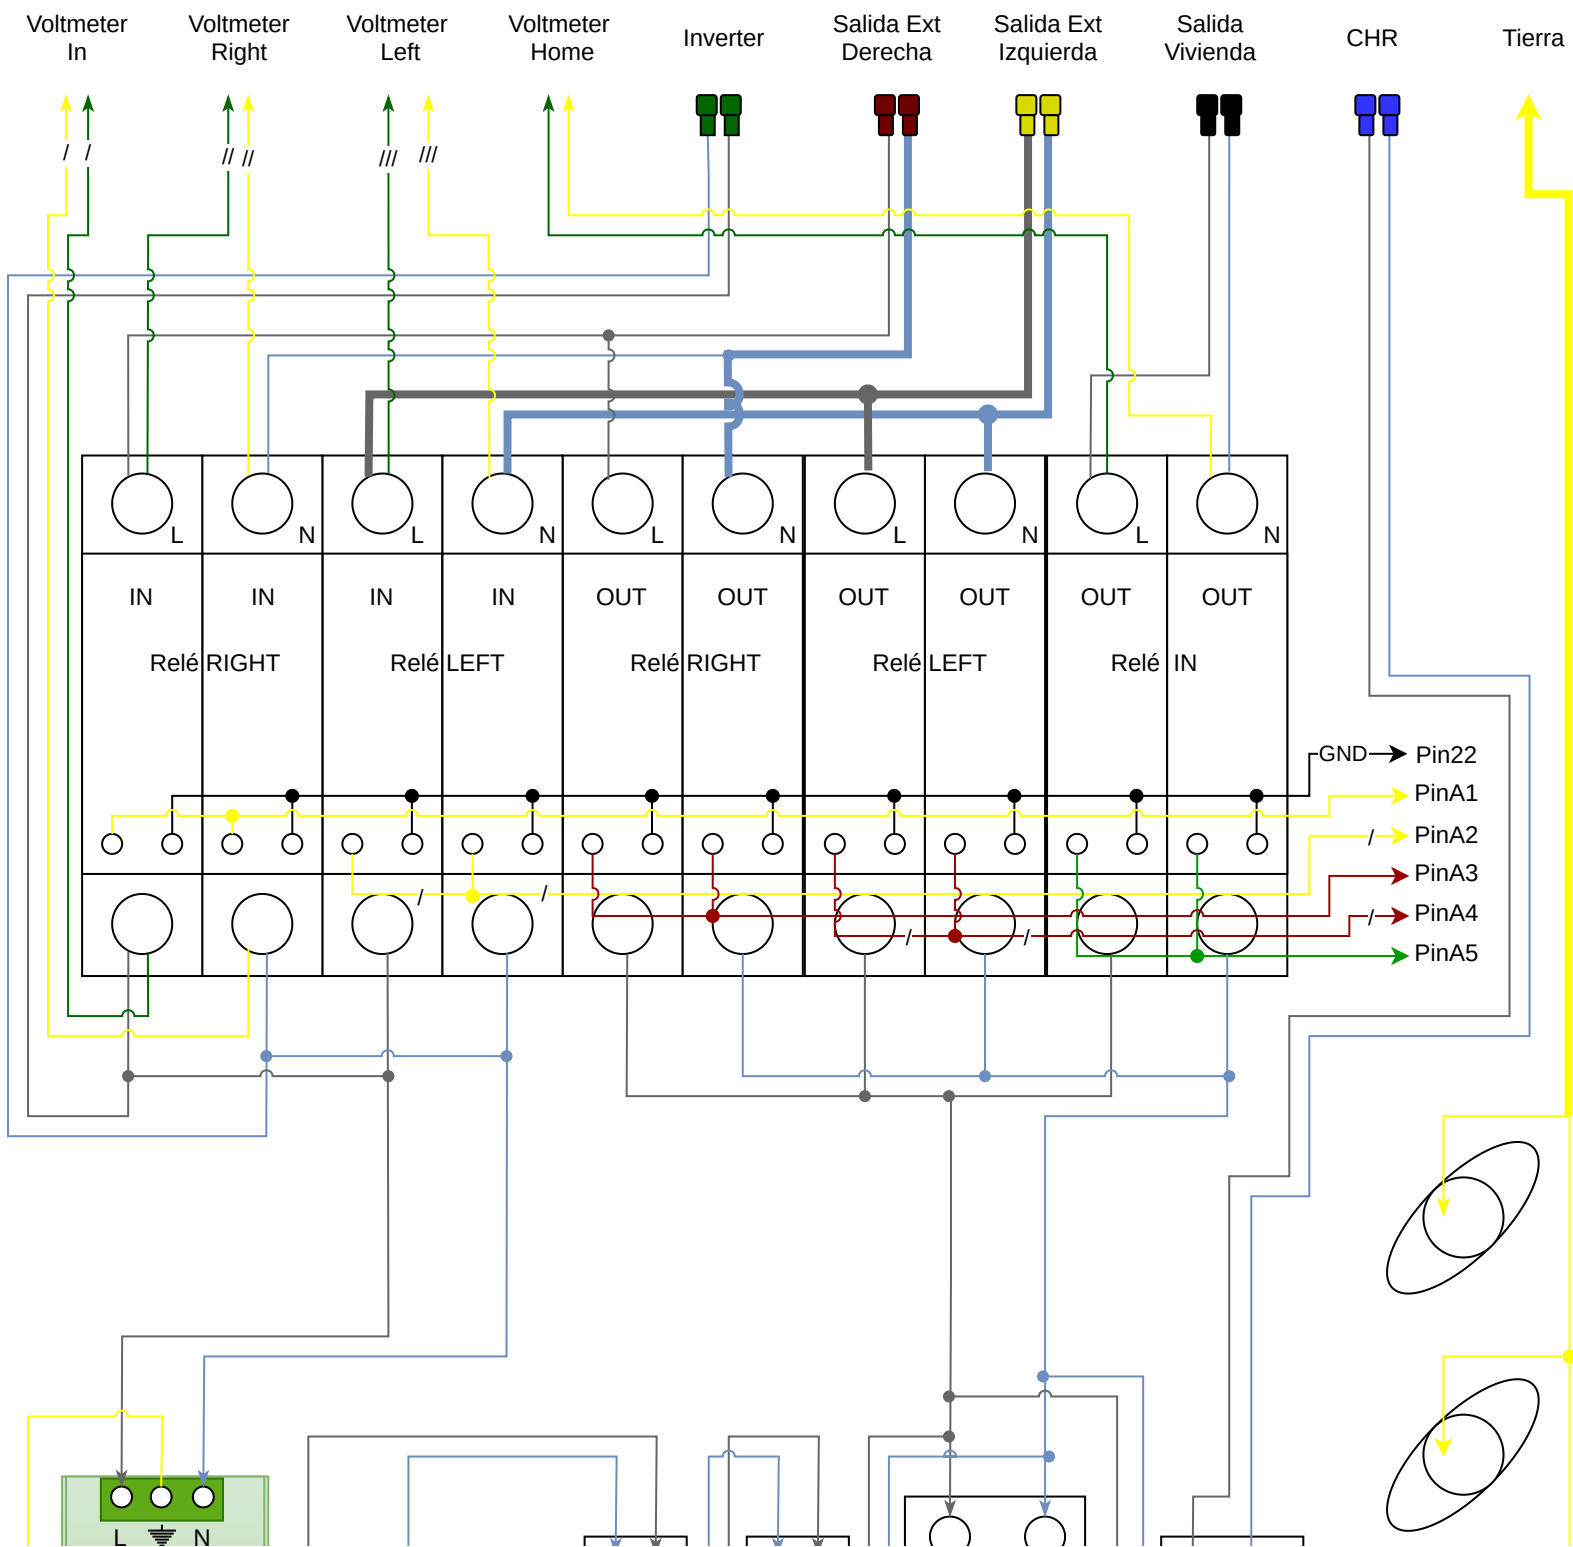 Voltmeter
In
Voltmeter
Right
Voltmeter
Left
Voltmeter
Home
Inverter
Salida Ext
Derecha
Salida Ext
Izquierda
Salida
Vivienda
CHR
Tierra
/ / // // /// ///
L N L N L N L N L N
IN IN IN IN OUT OUT OUT OUT OUT OUT
Relé RIGHT Relé LEFT Relé RIGHT Relé LEFT Relé IN
GND Pin22
PinA1
/ PinA2
PinA3
/ / / PinA4
/ / PinA5
L N